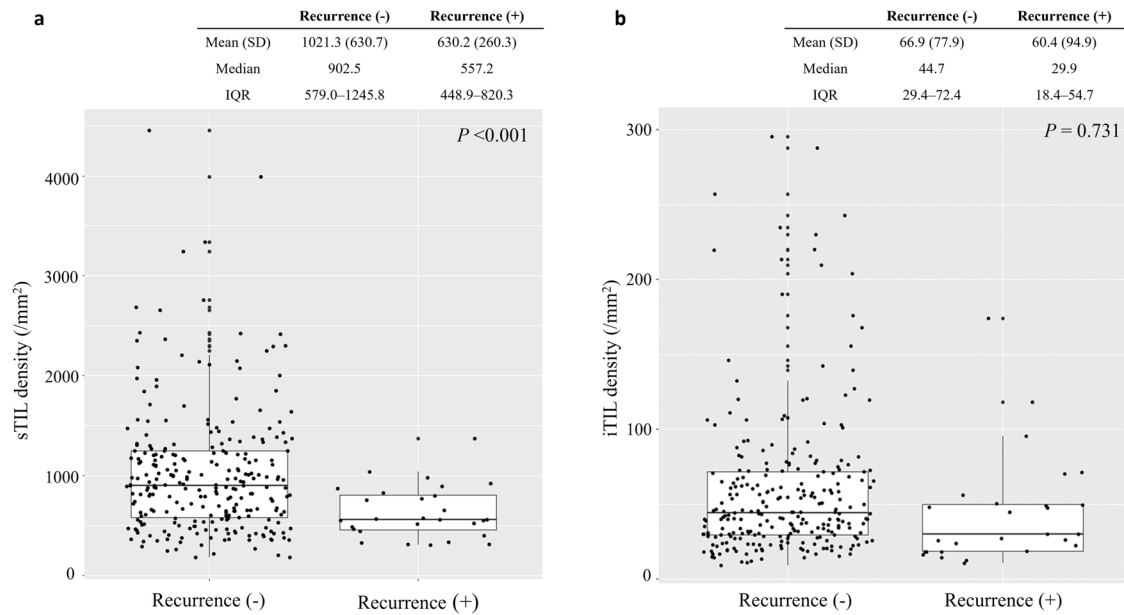 a
Recurrence (-) Recurrence (+)
Mean (SD) 1021.3 (630.7) 630.2 (260.3)
Median 902.5 557.2
IQR 579.0–1245.8 448.9–820.3
P <0.001
sTIL density (/mm²)
4000
3000
2000
1000
0
Recurrence (-) Recurrence (+)
b
Recurrence (-) Recurrence (+)
Mean (SD) 66.9 (77.9) 60.4 (94.9)
Median 44.7 29.9
IQR 29.4–72.4 18.4–54.7
P = 0.731
iTIL density (/mm²)
300
200
100
0
Recurrence (-) Recurrence (+)